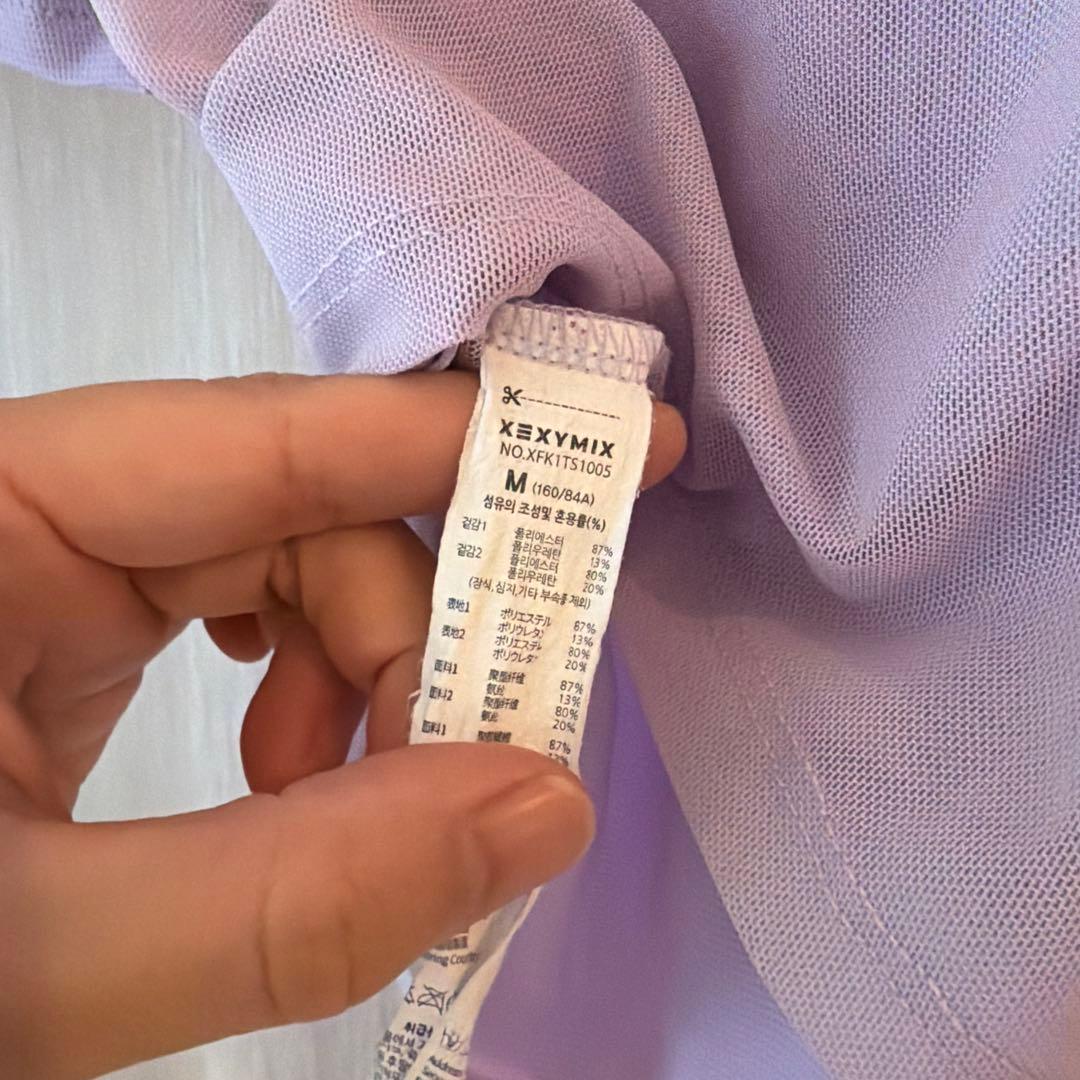 XEXYMIX
NO.XFK1TS1005
M (160/84A)
섬유의 조성및 혼용률(%)
겉감1 폴리에스터 87%
폴리우레탄 13%
겉감2 폴리에스터 80%
폴리우레탄 20%
(장식,심지,기타 부속품 제외)
表地1 ポリエステル 87%
ポリウレタン 13%
表地2 ポリエステル 80%
ポリウレタン 20%
面料1 聚酯纤维 87%
氨纶 13%
面料2 聚酯纤维 80%
氨纶 20%
面料1 87%